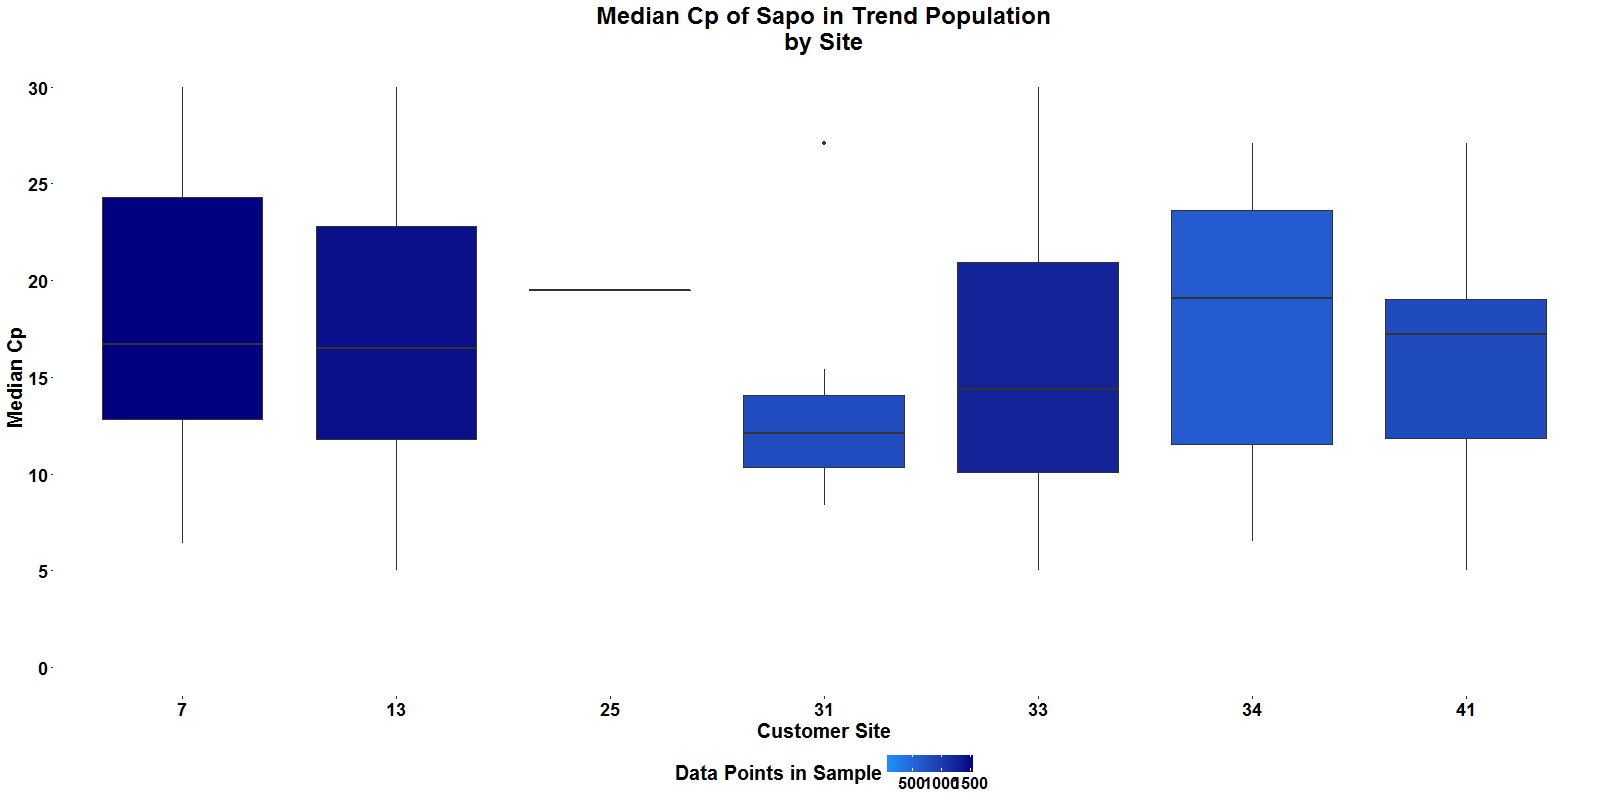 Median Cp of Sapo in Trend Population
by Site
30
25
20
15
10
5
0
Median Cp
7 13 25 31 33 34 41
Customer Site
Data Points in Sample
500 1000 1500